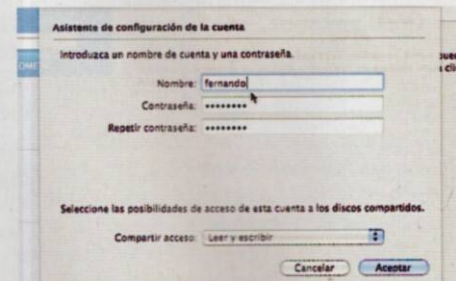 Asistente de configuración de la cuenta
Introduzca un nombre de cuenta y una contraseña.
Nombre: fernando
Contraseña: ••••••••
Repetir contraseña: ••••••••
Seleccione las posibilidades de acceso de esta cuenta a los discos compartidos.
Compartir acceso: Leer y escribir
Cancelar Aceptar